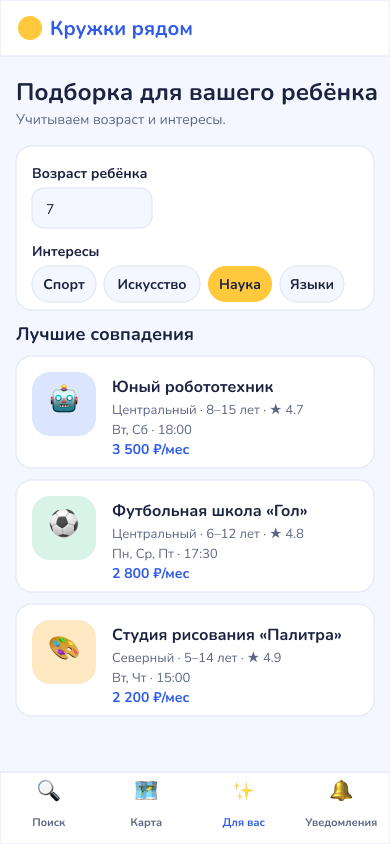 Кружки рядом
Подборка для вашего ребёнка
Учитываем возраст и интересы.
Возраст ребёнка
7
Интересы
Спорт Искусство Наука Языки
Лучшие совпадения
Юный робототехник
Центральный · 8–15 лет · ★ 4.7
Вт, Сб · 18:00
3 500 ₽/мес
Футбольная школа «Гол»
Центральный · 6–12 лет · ★ 4.8
Пн, Ср, Пт · 17:30
2 800 ₽/мес
Студия рисования «Палитра»
Северный · 5–14 лет · ★ 4.9
Вт, Чт · 15:00
2 200 ₽/мес
Поиск Карта Для вас Уведомления